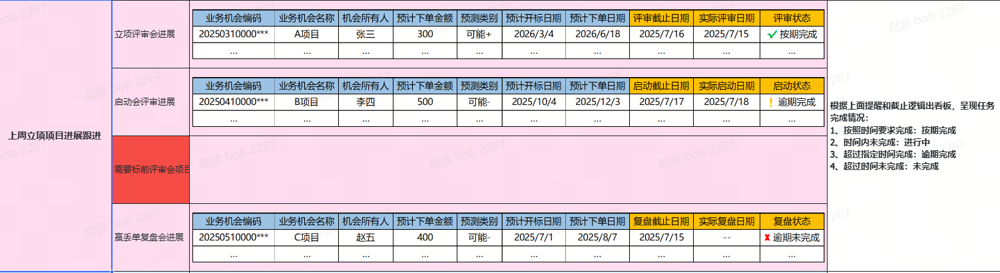 上周立项项目进展跟进
立项评审会进展
业务机会编码 业务机会名称 机会所有人 预计下单金额 预测类别 预计开标日期 预计下单日期 评审截止日期 实际评审日期 评审状态
20250310000*** A项目 张三 300 可能+ 2026/3/4 2026/6/18 2025/7/16 2025/7/15 ✓ 按期完成
... ... ... ... ... ... ... ... ... ...
启动会评审进展
业务机会编码 业务机会名称 机会所有人 预计下单金额 预测类别 预计开标日期 预计下单日期 启动截止日期 实际启动日期 启动状态
20250410000*** B项目 李四 500 可能- 2025/10/4 2025/12/3 2025/7/17 2025/7/18 ! 逾期完成
... ... ... ... ... ... ... ... ... ...
需要标前评审会项目
赢丢单复盘会进展
业务机会编码 业务机会名称 机会所有人 预计下单金额 预测类别 预计开标日期 预计下单日期 复盘截止日期 实际复盘日期 复盘状态
20250510000*** C项目 赵五 400 可能- 2025/7/1 2025/8/7 2025/7/15 -- ✘ 逾期未完成
... ... ... ... ... ... ... ... ... ...
根据上面提醒和截止逻辑出看板，呈现任务
完成情况：
1、按照时间要求完成：按期完成
2、时间内未完成：进行中
3、超过指定时间完成：逾期完成
4、超过时间未完成：未完成
赵波 bob 2267